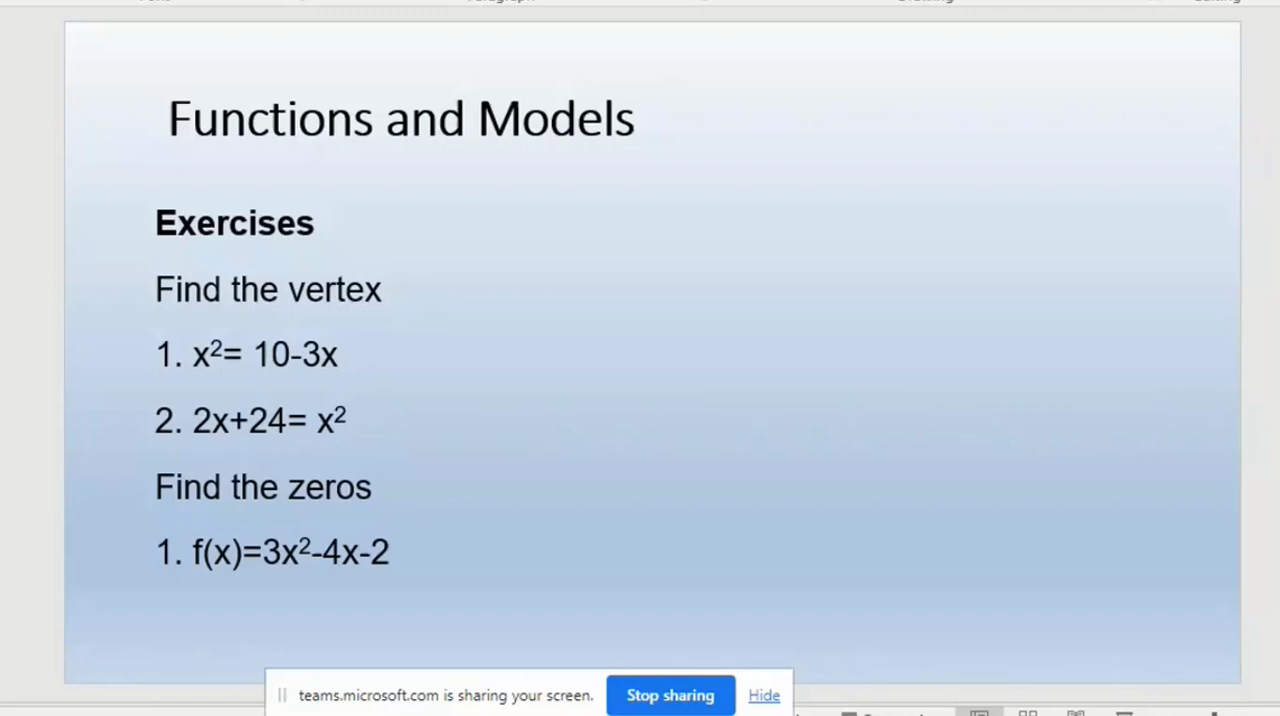 Functions and Models
Exercises
Find the vertex
1. x²= 10-3x
2. 2x+24= x²
Find the zeros
1. f(x)=3x²-4x-2
teams.microsoft.com is sharing your screen. Stop sharing Hide